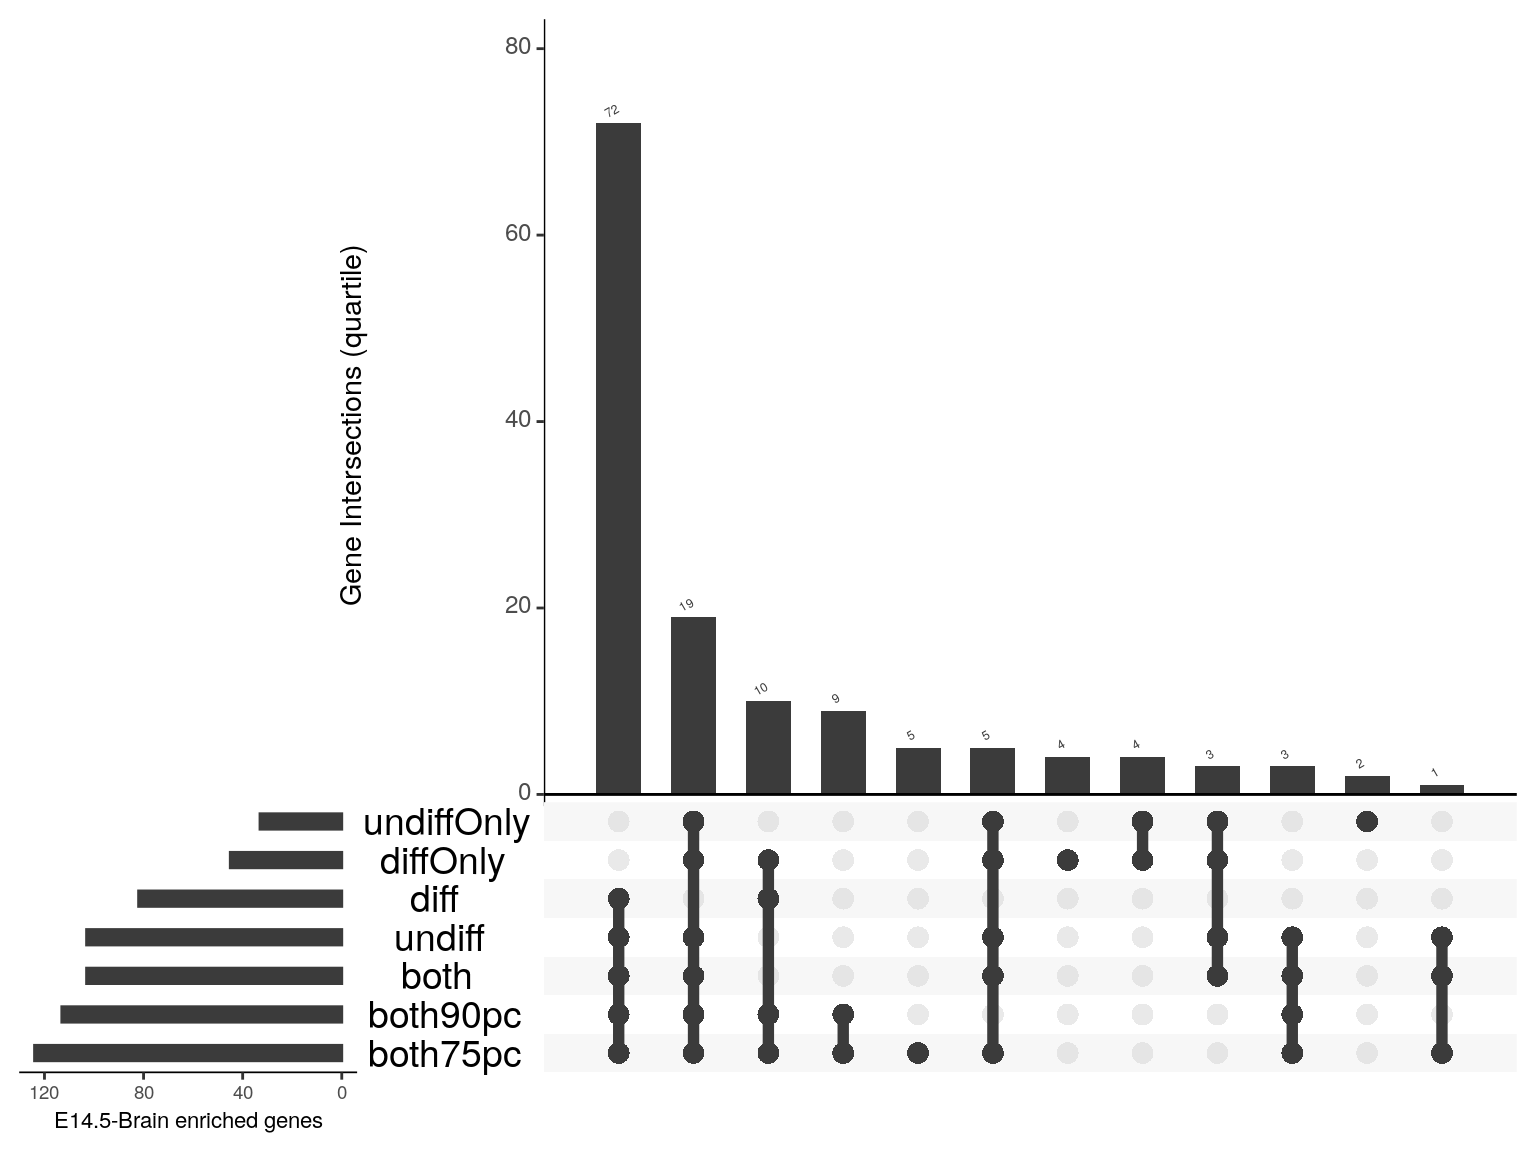 80
60
40
20
0
Gene Intersections (quartile)
72
19
10
9
5
5
4
4
3
3
2
1
undiffOnly
diffOnly
diff
undiff
both
both90pc
both75pc
120 80 40 0
E14.5-Brain enriched genes